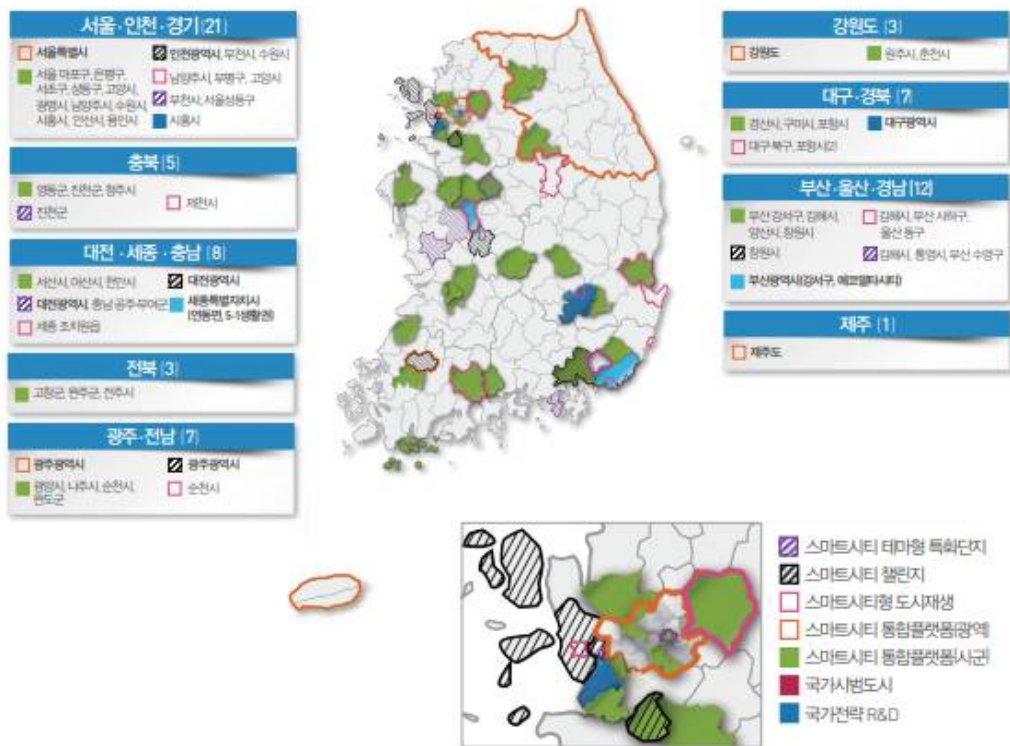 서울·인천·경기(21)
서울특별시
인천광역시, 부천시, 수원시
서울 마포구, 은평구,
서초구, 성동구, 고양시,
광명시, 남양주시, 수원시,
시흥시, 안산시, 용인시
남양주시, 부평구, 고양시
부천시, 서울성동구
시흥시
충북(5)
영동군, 진천군, 청주시
진천군
제천시
대전·세종·충남(8)
서산시, 아산시, 천안시
대전광역시
대전광역시, 충남 공주·부여군
세종특별자치시
(연동면, 5-1생활권)
세종 조치원읍
전북(3)
고창군, 완주군, 전주시
광주·전남(7)
광주광역시
광주광역시
광양시, 나주시, 순천시,
완도군
순천시
강원도(3)
강원도
원주시, 춘천시
대구·경북(7)
경산시, 구미시, 포항시
대구광역시
대구 북구, 포항시(2)
부산·울산·경남(12)
부산 강서구, 김해시,
양산시, 창원시
김해시, 부산 사하구,
울산 동구
창원시
김해시, 통영시, 부산 수영구
부산광역시(강서구, 에코델타시티)
제주(1)
제주도
스마트시티 테마형 특화단지
스마트시티 챌린지
스마트시티형 도시재생
스마트시티 통합플랫폼(광역)
스마트시티 통합플랫폼(시군)
국가시범도시
국가전략 R&D